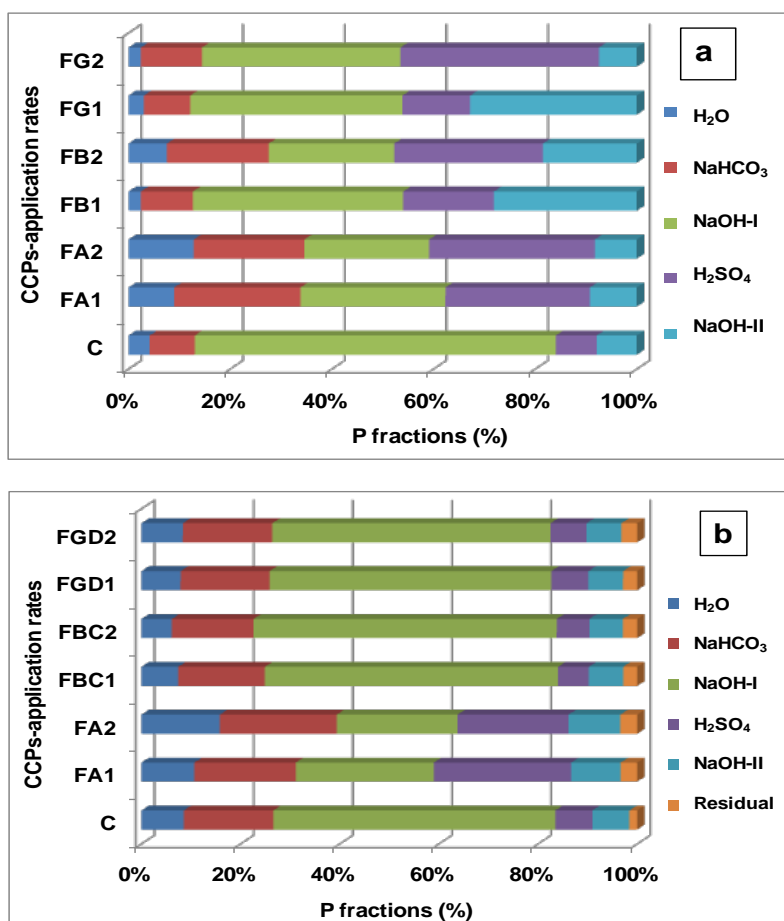 a
CCPs-application rates
FG2
FG1
FB2
FB1
FA2
FA1
C
0% 20% 40% 60% 80% 100%
P fractions (%)
H₂O
NaHCO₃
NaOH-I
H₂SO₄
NaOH-II
b
CCPs-application rates
FGD2
FGD1
FBC2
FBC1
FA2
FA1
C
0% 20% 40% 60% 80% 100%
P fractions (%)
H₂O
NaHCO₃
NaOH-I
H₂SO₄
NaOH-II
Residual